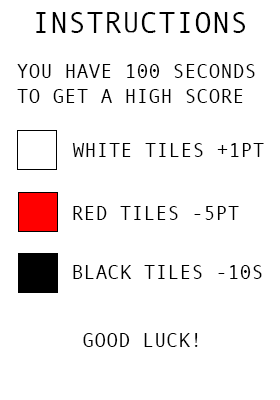 INSTRUCTIONS
YOU HAVE 100 SECONDS
TO GET A HIGH SCORE
WHITE TILES +1PT
RED TILES -5PT
BLACK TILES -10S
GOOD LUCK!